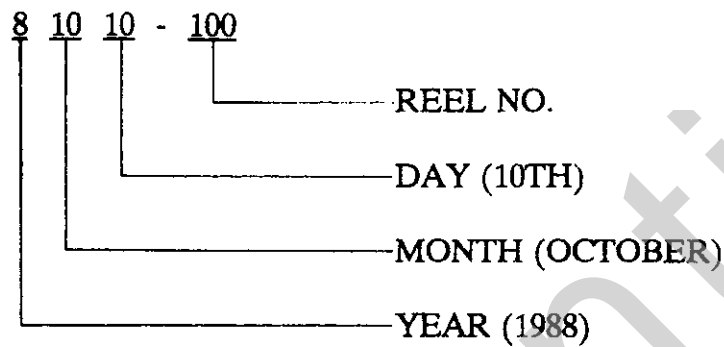 8 10 10 - 100
REEL NO.
DAY (10TH)
MONTH (OCTOBER)
YEAR (1988)